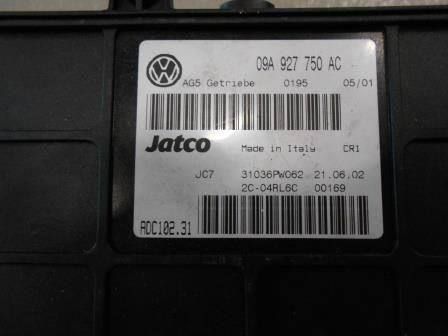 09A 927 750 AC
AG5 Getriebe 0195 05/01
Jatco Made in Italy CR1
JC7 31036PW062 21.06.02
2C-04RL6C 00169
ADC102.31